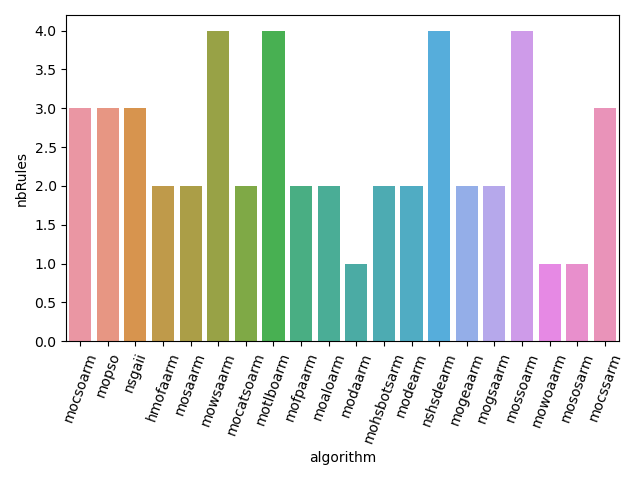 4.0
3.5
3.0
2.5
2.0
1.5
1.0
0.5
0.0
nbRules
mocsoarm
mopso
nsgaii
hmofaarm
mosaarm
mowsaarm
mocatsoarm
motlboarm
mofpaarm
moaloarm
modaarm
mohsbotsarm
modearm
nshsdearm
mogeaarm
mogsaarm
mossoarm
mowoaarm
mososarm
mocssarm
algorithm